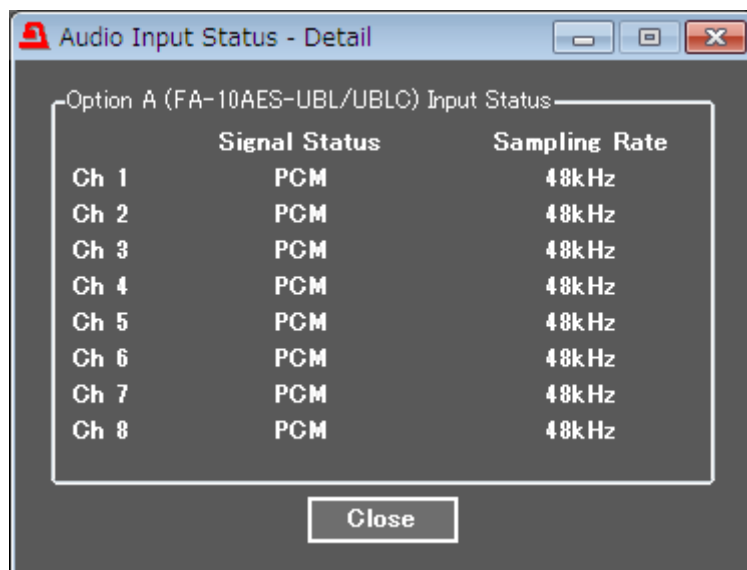 Audio Input Status - Detail
Option A (FA-10AES-UBL/UBLC) Input Status
Signal Status Sampling Rate
Ch 1 PCM 48kHz
Ch 2 PCM 48kHz
Ch 3 PCM 48kHz
Ch 4 PCM 48kHz
Ch 5 PCM 48kHz
Ch 6 PCM 48kHz
Ch 7 PCM 48kHz
Ch 8 PCM 48kHz
Close